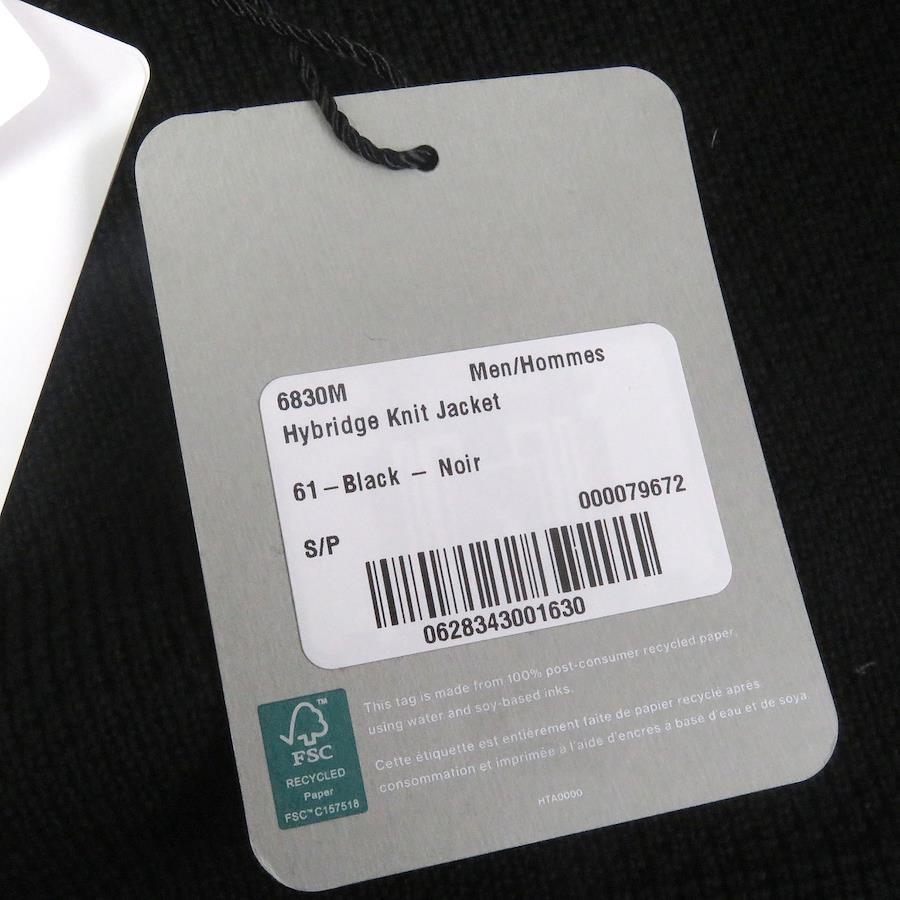 6830M Men/Hommes
Hybridge Knit Jacket
61-Black - Noir
000079672
S/P
0628343001630
This tag is made from 100% post-consumer recycled paper,
using water and soy-based inks.
Cette étiquette est entièrement faite de papier recyclé après
consommation et imprimée à l'aide d'encres a base d'eau et de soya.
FSC™
RECYCLED
Paper
FSC™ C157518
HTA0000